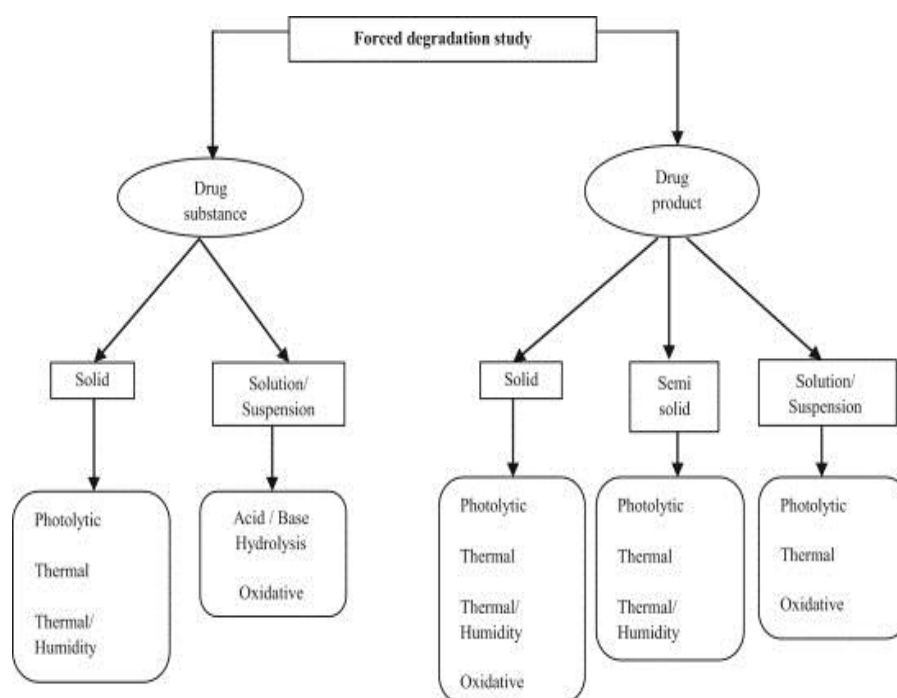 Forced degradation study
Drug
substance
Drug
product
Solid
Solution/
Suspension
Solid
Semi
solid
Solution/
Suspension
Photolytic
Thermal
Thermal/
Humidity
Acid / Base
Hydrolysis
Oxidative
Photolytic
Thermal
Thermal/
Humidity
Oxidative
Photolytic
Thermal
Thermal/
Humidity
Photolytic
Thermal
Oxidative